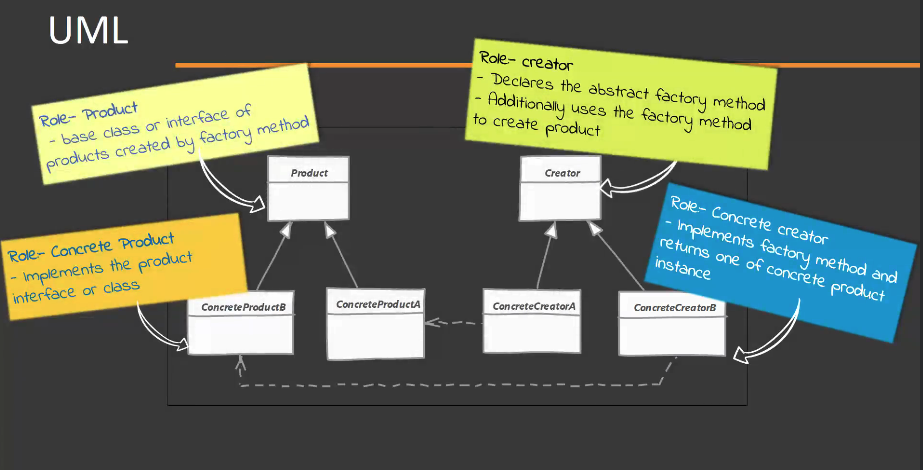 UML
Role- Product
- base class or interface of
products created by factory method
Role- creator
- Declares the abstract factory method
- Additionally uses the factory method
to create product
Product
Creator
Role- Concrete creator
- Implements factory method and
returns one of concrete product
instance
Role- Concrete Product
- Implements the product
interface or class
ConcreteProductB
ConcreteProductA
ConcreteCreatorA
ConcreteCreatorB